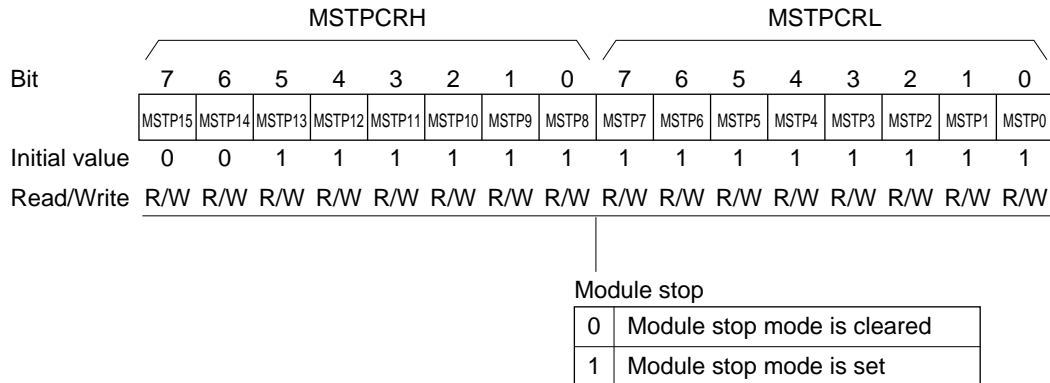 MSTPCRH MSTPCRL
Bit 7 6 5 4 3 2 1 0 7 6 5 4 3 2 1 0
MSTP15 MSTP14 MSTP13 MSTP12 MSTP11 MSTP10 MSTP9 MSTP8 MSTP7 MSTP6 MSTP5 MSTP4 MSTP3 MSTP2 MSTP1 MSTP0
Initial value 0 0 1 1 1 1 1 1 1 1 1 1 1 1 1 1
Read/Write R/W R/W R/W R/W R/W R/W R/W R/W R/W R/W R/W R/W R/W R/W R/W R/W
Module stop
0 Module stop mode is cleared
1 Module stop mode is set